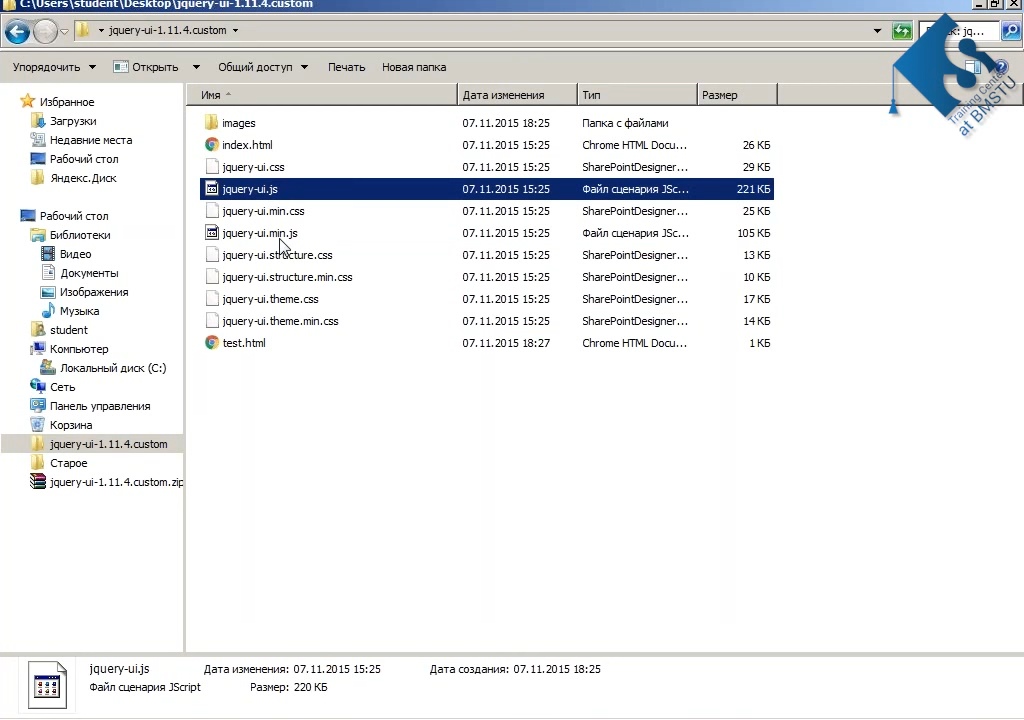 C:\Users\student\Desktop\jquery-ui-1.11.4.custom
jquery-ui-1.11.4.custom
к: jq...
Упорядочить Открыть Общий доступ Печать Новая папка
Training Center
at BMSTU
Имя Дата изменения Тип Размер
Избранное
Загрузки
Недавние места
Рабочий стол
Яндекс.Диск
Рабочий стол
Библиотеки
Видео
Документы
Изображения
Музыка
student
Компьютер
Локальный диск (C:)
Сеть
Панель управления
Корзина
jquery-ui-1.11.4.custom
Старое
jquery-ui-1.11.4.custom.zip
images 07.11.2015 18:25 Папка с файлами
index.html 07.11.2015 15:25 Chrome HTML Docu... 26 КБ
jquery-ui.css 07.11.2015 15:25 SharePointDesigner... 29 КБ
jquery-ui.js 07.11.2015 15:25 Файл сценария JSc... 221 КБ
jquery-ui.min.css 07.11.2015 15:25 SharePointDesigner... 25 КБ
jquery-ui.min.js 07.11.2015 15:25 Файл сценария JSc... 105 КБ
jquery-ui.structure.css 07.11.2015 15:25 SharePointDesigner... 13 КБ
jquery-ui.structure.min.css 07.11.2015 15:25 SharePointDesigner... 10 КБ
jquery-ui.theme.css 07.11.2015 15:25 SharePointDesigner... 17 КБ
jquery-ui.theme.min.css 07.11.2015 15:25 SharePointDesigner... 14 КБ
test.html 07.11.2015 18:27 Chrome HTML Docu... 1 КБ
jquery-ui.js Дата изменения: 07.11.2015 15:25 Дата создания: 07.11.2015 18:25
Файл сценария JScript Размер: 220 КБ